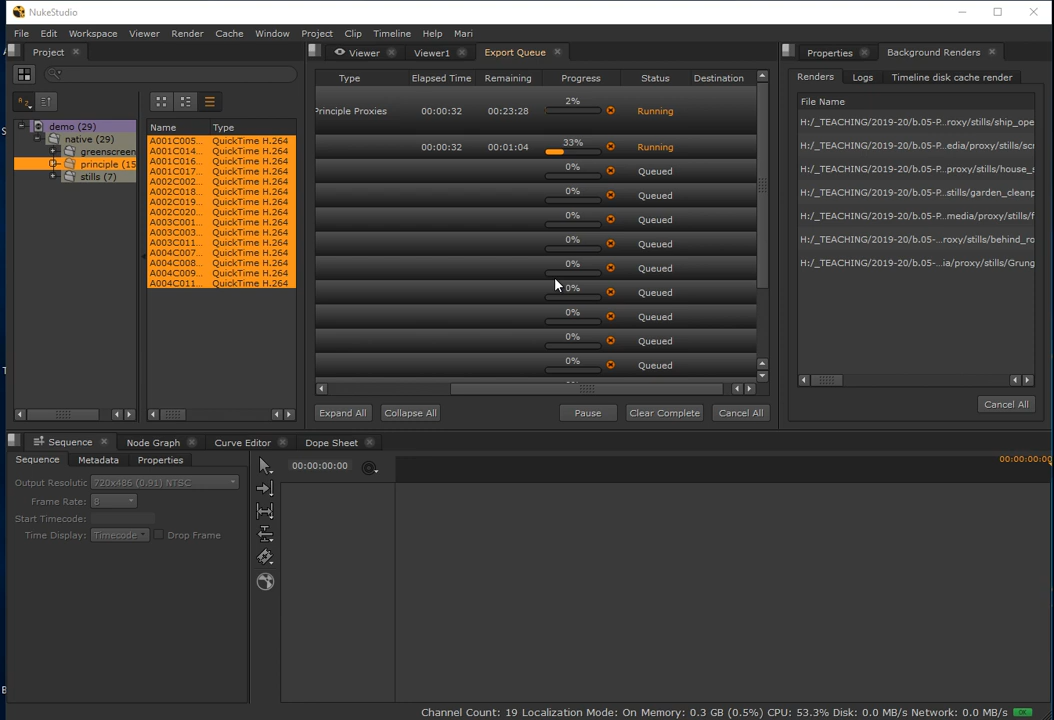 NukeStudio
File Edit Workspace Viewer Render Cache Window Project Clip Timeline Help Mari
Project
demo (29)
native (29)
greenscreen
principle (15
stills (7)
Name Type
A001C005... QuickTime H.264
A001C014... QuickTime H.264
A001C016... QuickTime H.264
A001C017... QuickTime H.264
A002C002... QuickTime H.264
A002C018... QuickTime H.264
A002C019... QuickTime H.264
A002C020... QuickTime H.264
A003C001... QuickTime H.264
A003C003... QuickTime H.264
A003C011... QuickTime H.264
A004C007... QuickTime H.264
A004C008... QuickTime H.264
A004C009... QuickTime H.264
A004C011... QuickTime H.264
Viewer Viewer1 Export Queue
Type Elapsed Time Remaining Progress Status Destination
Principle Proxies 00:00:32 00:23:28 2% Running
00:00:32 00:01:04 33% Running
0% Queued
0% Queued
0% Queued
0% Queued
0% Queued
0% Queued
0% Queued
0% Queued
0% Queued
Expand All Collapse All Pause Clear Complete Cancel All
Properties Background Renders
Renders Logs Timeline disk cache render
File Name
H:/_TEACHING/2019-20/b.05-P...roxy/stills/ship_ope
H:/_TEACHING/2019-20/b.05-P...edia/proxy/stills/scr
H:/_TEACHING/2019-20/b.05-P...proxy/stills/house_s
H:/_TEACHING/2019-20/b.05-P...stills/garden_cleanp
H:/_TEACHING/2019-20/b.05-P...media/proxy/stills/f
H:/_TEACHING/2019-20/b.05-...roxy/stills/behind_ro
H:/_TEACHING/2019-20/b.05-...ia/proxy/stills/Grung
Cancel All
Sequence Node Graph Curve Editor Dope Sheet
Sequence Metadata Properties
Output Resolutic 720x486 (0.91) NTSC
Frame Rate: 8
Start Timecode:
Time Display: Timecode Drop Frame
00:00:00:00
00:00:00:00
Channel Count: 19 Localization Mode: On Memory: 0.3 GB (0.5%) CPU: 53.3% Disk: 0.0 MB/s Network: 0.0 MB/s